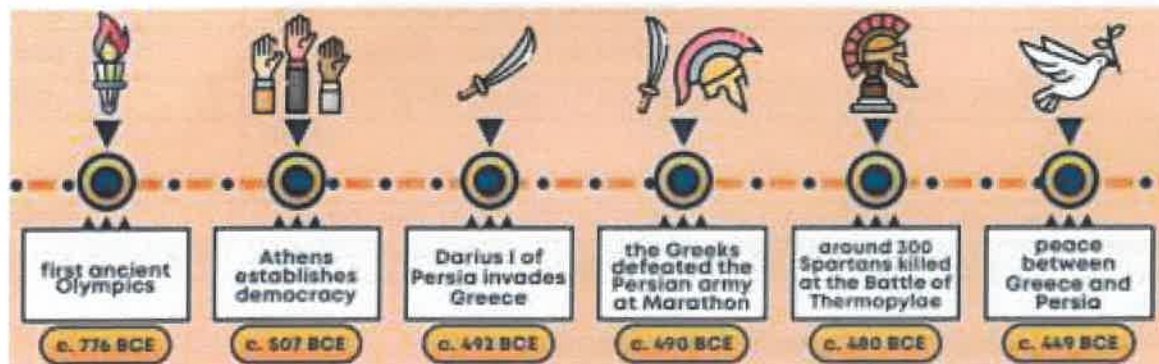 first ancient
Olympics
c. 776 BCE
Athens
establishes
democracy
c. 507 BCE
Darius I of
Persia invades
Greece
c. 492 BCE
the Greeks
defeated the
Persian army
at Marathon
c. 490 BCE
around 300
Spartans killed
at the Battle of
Thermopylae
c. 480 BCE
peace
between
Greece and
Persia
c. 449 BCE